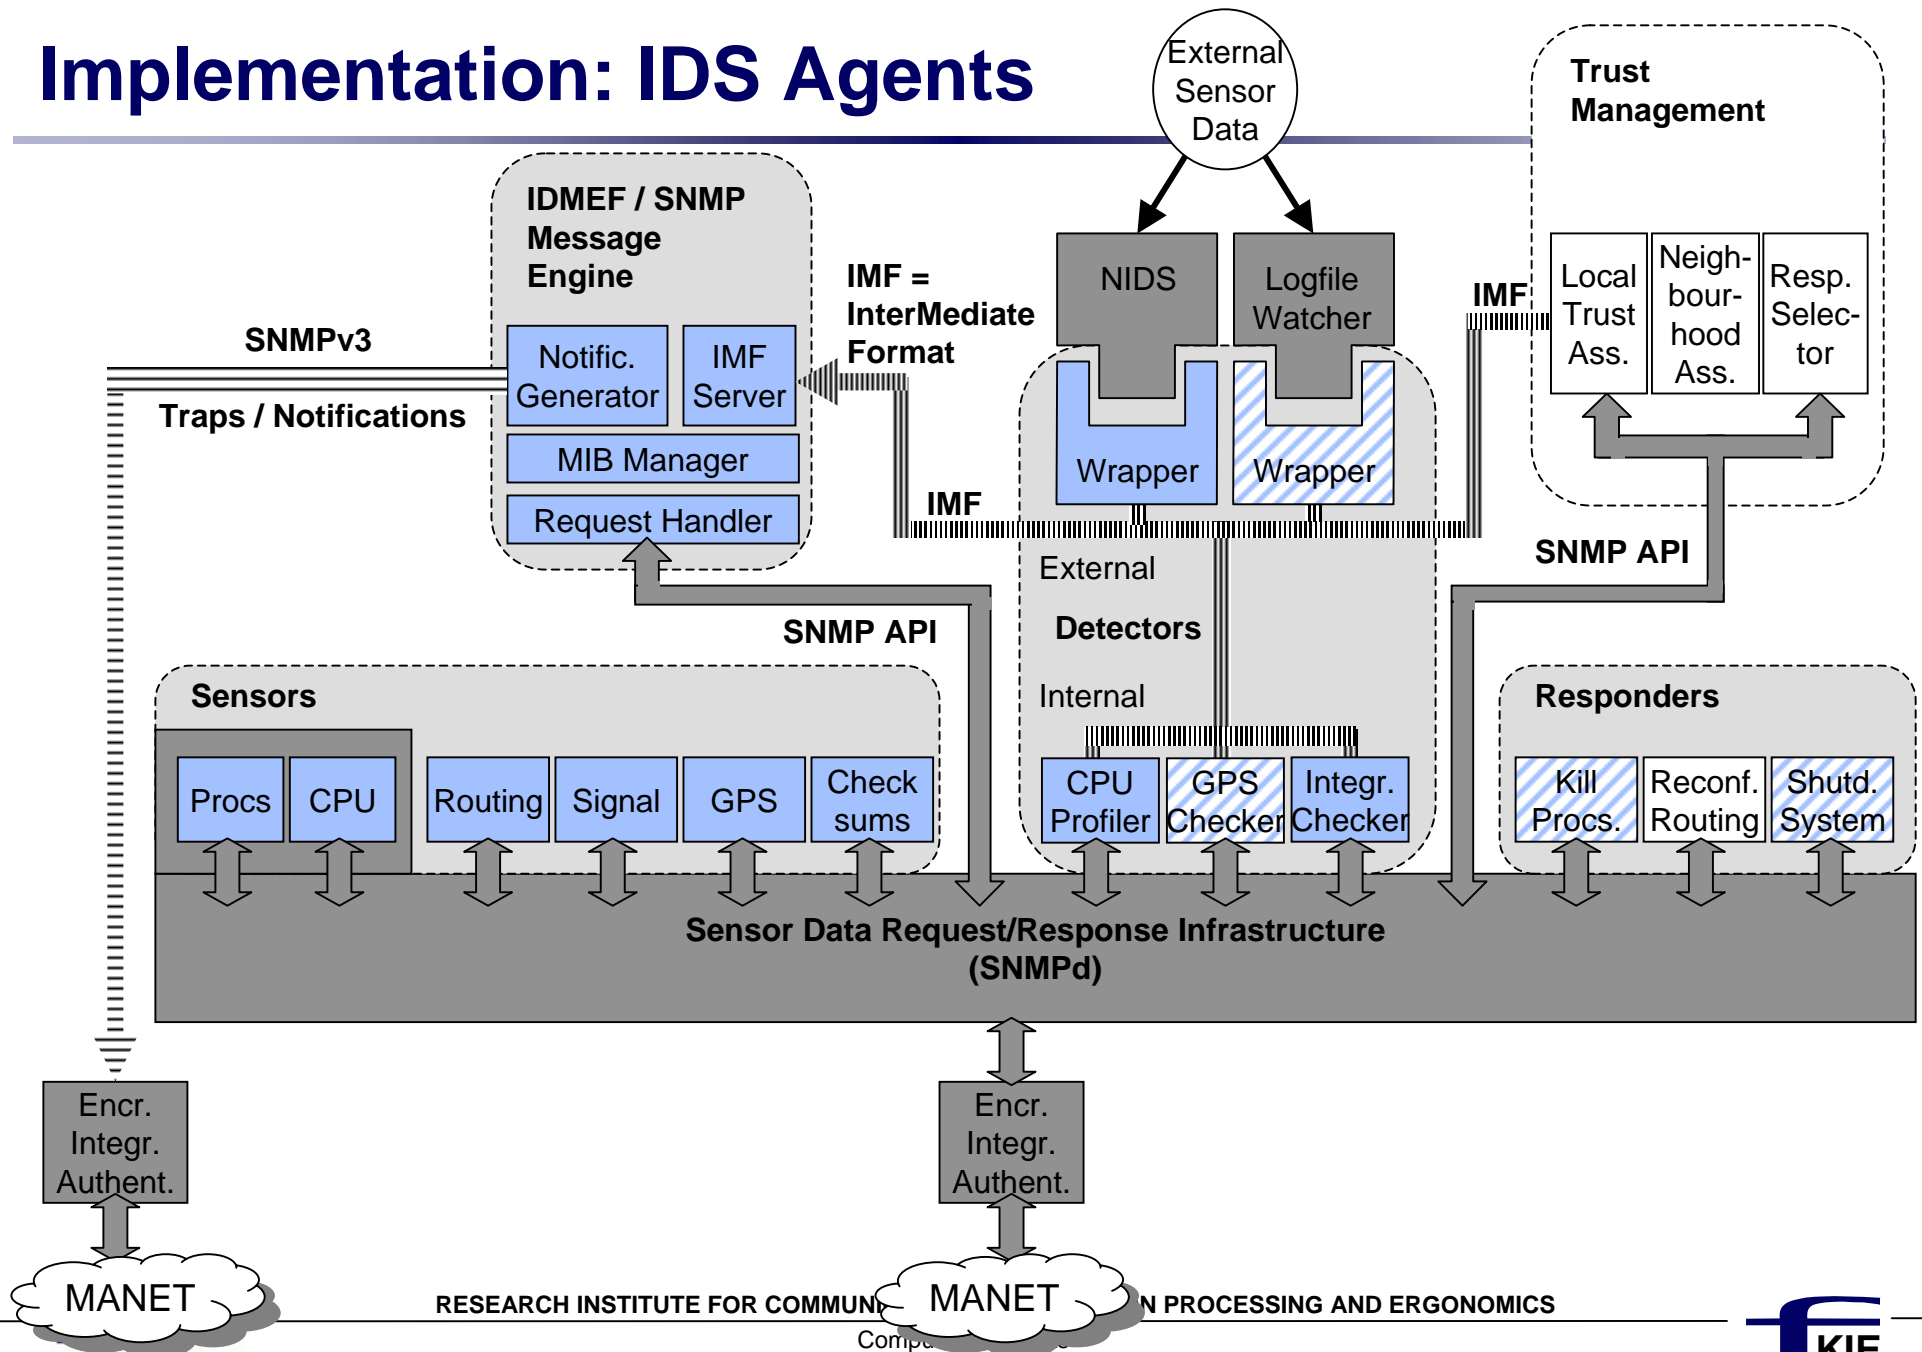 Implementation: IDS Agents
External
Sensor
Data
Trust
Management
IDMEF / SNMP
Message
Engine
IMF =
InterMediate
Format
NIDS
Logfile
Watcher
IMF
Local
Trust
Ass.
Neigh-
bour-
hood
Ass.
Resp.
Selec-
tor
SNMPv3
Traps / Notifications
Notific.
Generator
IMF
Server
MIB Manager
Request Handler
Wrapper
Wrapper
IMF
External
Detectors
Internal
SNMP API
SNMP API
Sensors
Procs
CPU
Routing
Signal
GPS
Check
sums
CPU
Profiler
GPS
Checker
Integr.
Checker
Responders
Kill
Procs.
Reconf.
Routing
Shutd.
System
Sensor Data Request/Response Infrastructure
(SNMPd)
Encr.
Integr.
Authent.
Encr.
Integr.
Authent.
MANET
MANET
RESEARCH INSTITUTE FOR PROCESSING AND ERGONOMICS
KIE